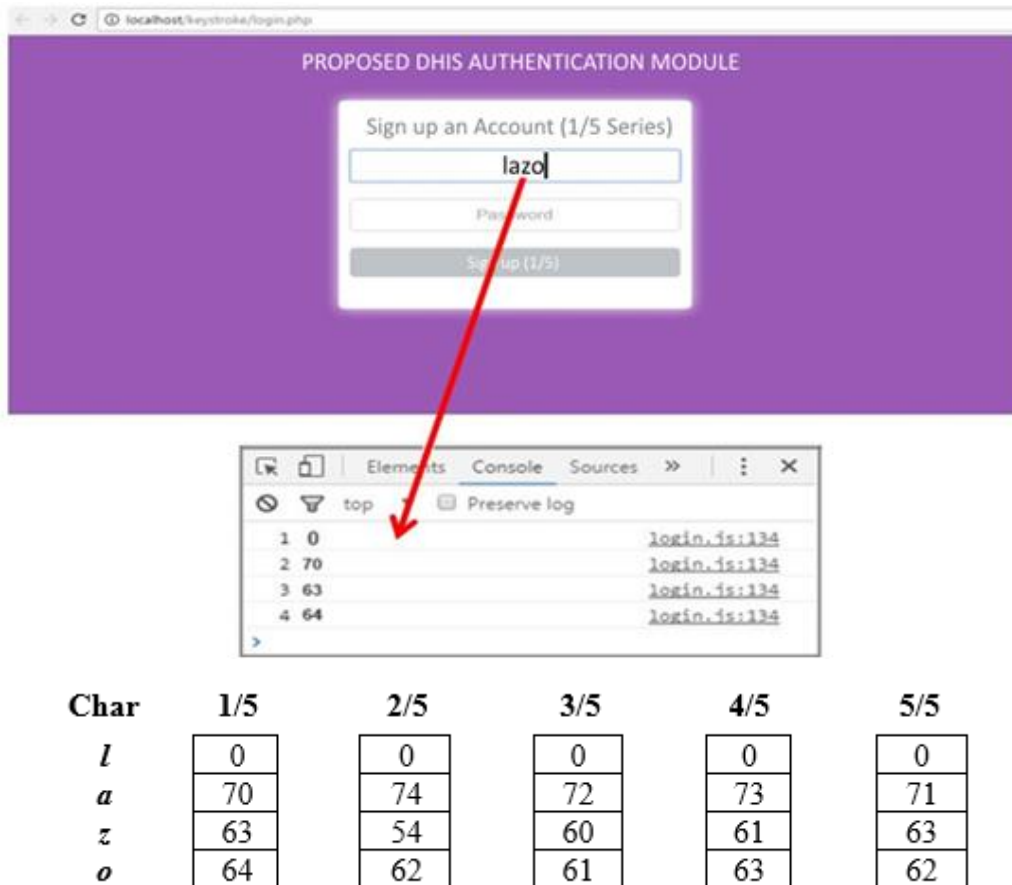 localhost/keystroke/login.php
PROPOSED DHIS AUTHENTICATION MODULE
Sign up an Account (1/5 Series)
lazo
Password
Sign up (1/5)
Elements Console Sources »
top Preserve log
1 0 login.js:134
2 70 login.js:134
3 63 login.js:134
4 64 login.js:134
>
Char 1/5 2/5 3/5 4/5 5/5
l 0 0 0 0 0
a 70 74 72 73 71
z 63 54 60 61 63
o 64 62 61 63 62